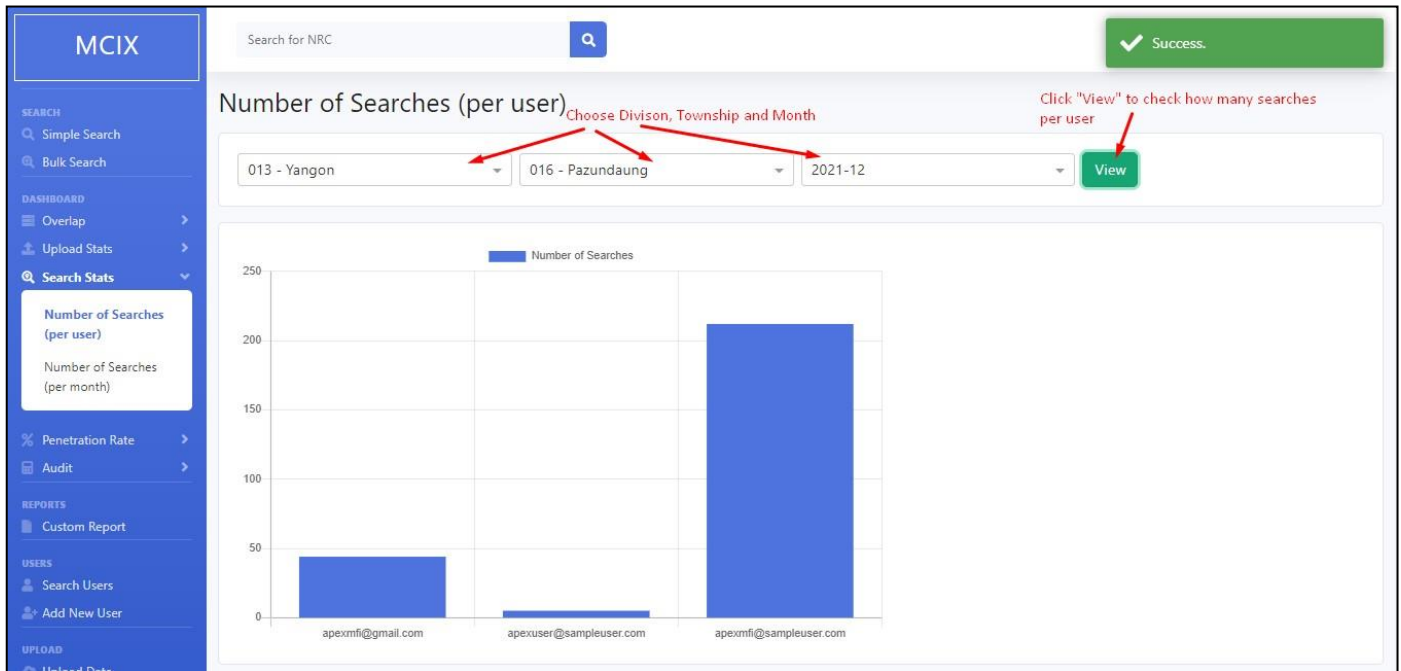 MCIX
Search for NRC
Success.
SEARCH
Simple Search
Bulk Search
DASHBOARD
Overlap
Upload Stats
Search Stats
Number of Searches
(per user)
Number of Searches
(per month)
Penetration Rate
Audit
REPORTS
Custom Report
USERS
Search Users
Add New User
UPLOAD
Upload Data
Number of Searches (per user)
Choose Divison, Township and Month
Click "View" to check how many searches
per user
013 - Yangon
016 - Pazundaung
2021-12
View
Number of Searches
250
200
150
100
50
0
apexmfi@gmail.com
apexuser@sampleuser.com
apexmfi@sampleuser.com